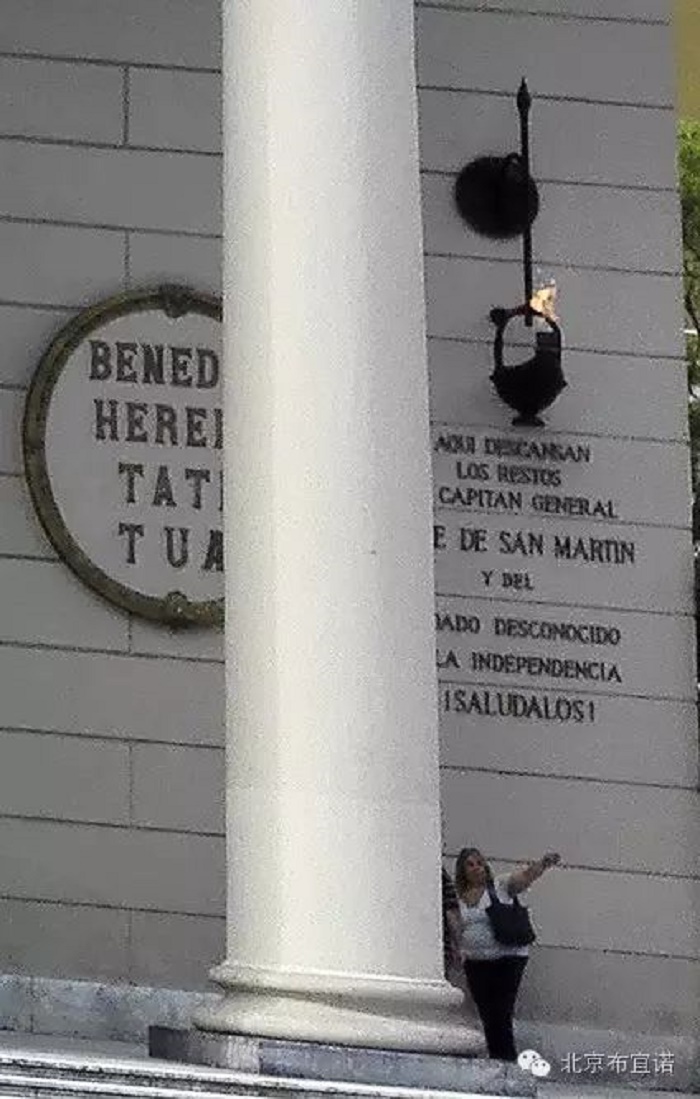 BENED
HERE
TAT
TUA
AQUI DESCANSAN
LOS RESTOS
CAPITAN GENERAL
E DE SAN MARTIN
Y DEL
DADO DESCONOCIDO
LA INDEPENDENCIA
¡SALUDALOS!
北京布宜诺